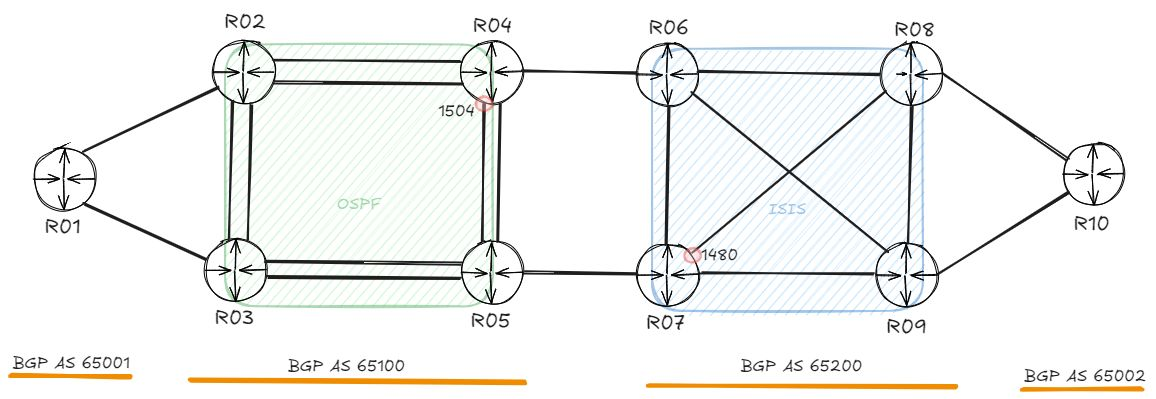 R02
R04
R06
R08
1504
OSPF
ISIS
R01
R10
1480
R03
R05
R07
R09
BGP AS 65001
BGP AS 65100
BGP AS 65200
BGP AS 65002